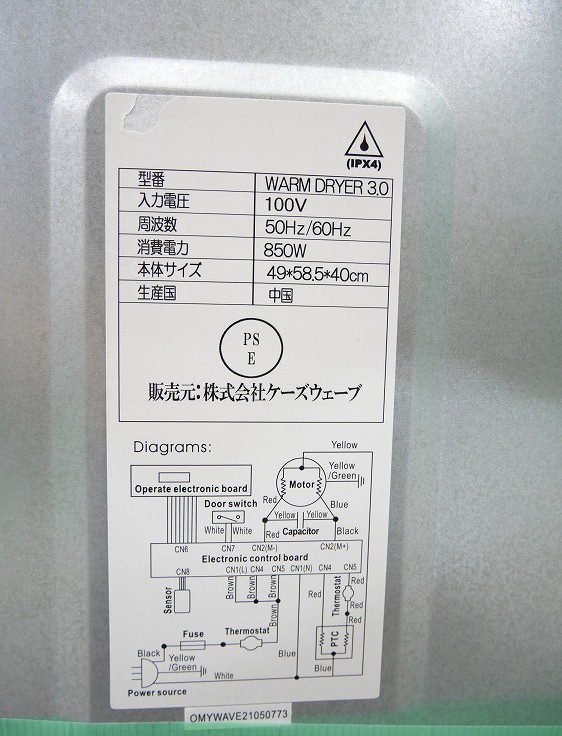 (IPX4)
型番 WARM DRYER 3.0
入力電圧 100V
周波数 50Hz/60Hz
消費電力 850W
本体サイズ 49*58.5*40cm
生産国 中国
PS
E
販売元:株式会社ケーズウェーブ
Diagrams:
Yellow
Yellow
/Green
Motor
Operate electronic board
Red
Blue
Door switch
Yellow
Yellow
White
White
Red
Capacitor
Red
Black
CN6
CN7
CN2(M-)
CN2(M+)
Electronic control board
CN8
CN1(L)
CN4
CN5
CN1(N)
CN4
CN5
Sensor
Brown
Brown
Brown
Brown
Red
Thermostat
Red
Red
Red
Fuse
Thermostat
PTC
Black
Yellow
/Green
White
Blue
Blue
Power source
OMYWAVE21050773